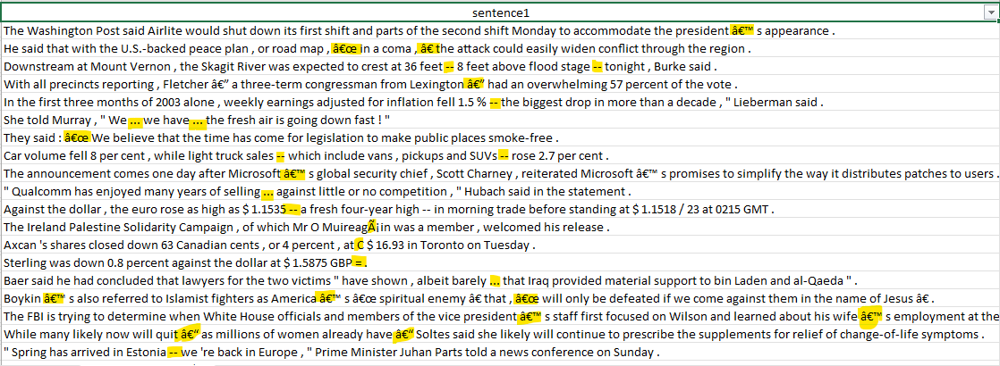 sentence1
The Washington Post said Airlite would shut down its first shift and parts of the second shift Monday to accommodate the president â€™ s appearance .
He said that with the U.S.-backed peace plan , or road map , â€œ in a coma , â€ the attack could easily widen conflict through the region .
Downstream at Mount Vernon , the Skagit River was expected to crest at 36 feet -- 8 feet above flood stage -- tonight , Burke said .
With all precincts reporting , Fletcher â€” a three-term congressman from Lexington â€” had an overwhelming 57 percent of the vote .
In the first three months of 2003 alone , weekly earnings adjusted for inflation fell 1.5 % -- the biggest drop in more than a decade , " Lieberman said .
She told Murray , " We ... we have ... the fresh air is going down fast ! "
They said : â€œ We believe that the time has come for legislation to make public places smoke-free .
Car volume fell 8 per cent , while light truck sales -- which include vans , pickups and SUVs -- rose 2.7 per cent .
The announcement comes one day after Microsoft â€™ s global security chief , Scott Charney , reiterated Microsoft â€™ s promises to simplify the way it distributes patches to users .
" Qualcomm has enjoyed many years of selling ... against little or no competition , " Hubach said in the statement .
Against the dollar , the euro rose as high as $ 1.1535 -- a fresh four-year high -- in morning trade before standing at $ 1.1518 / 23 at 0215 GMT .
The Ireland Palestine Solidarity Campaign , of which Mr O MuireagÃ¡in was a member , welcomed his release .
Axcan 's shares closed down 63 Canadian cents , or 4 percent , at C $ 16.93 in Toronto on Tuesday .
Sterling was down 0.8 percent against the dollar at $ 1.5875 GBP = .
Baer said he had concluded that lawyers for the two victims " have shown , albeit barely ... that Iraq provided material support to bin Laden and al-Qaeda " .
Boykin â€™ s also referred to Islamist fighters as America â€™ s â€œ spiritual enemy â€ that , â€œ will only be defeated if we come against them in the name of Jesus â€ .
The FBI is trying to determine when White House officials and members of the vice president â€™ s staff first focused on Wilson and learned about his wife â€™ s employment at the
While many likely now will quit â€“ as millions of women already have â€“ Soltes said she likely will continue to prescribe the supplements for relief of change-of-life symptoms .
" Spring has arrived in Estonia -- we 're back in Europe , " Prime Minister Juhan Parts told a news conference on Sunday .